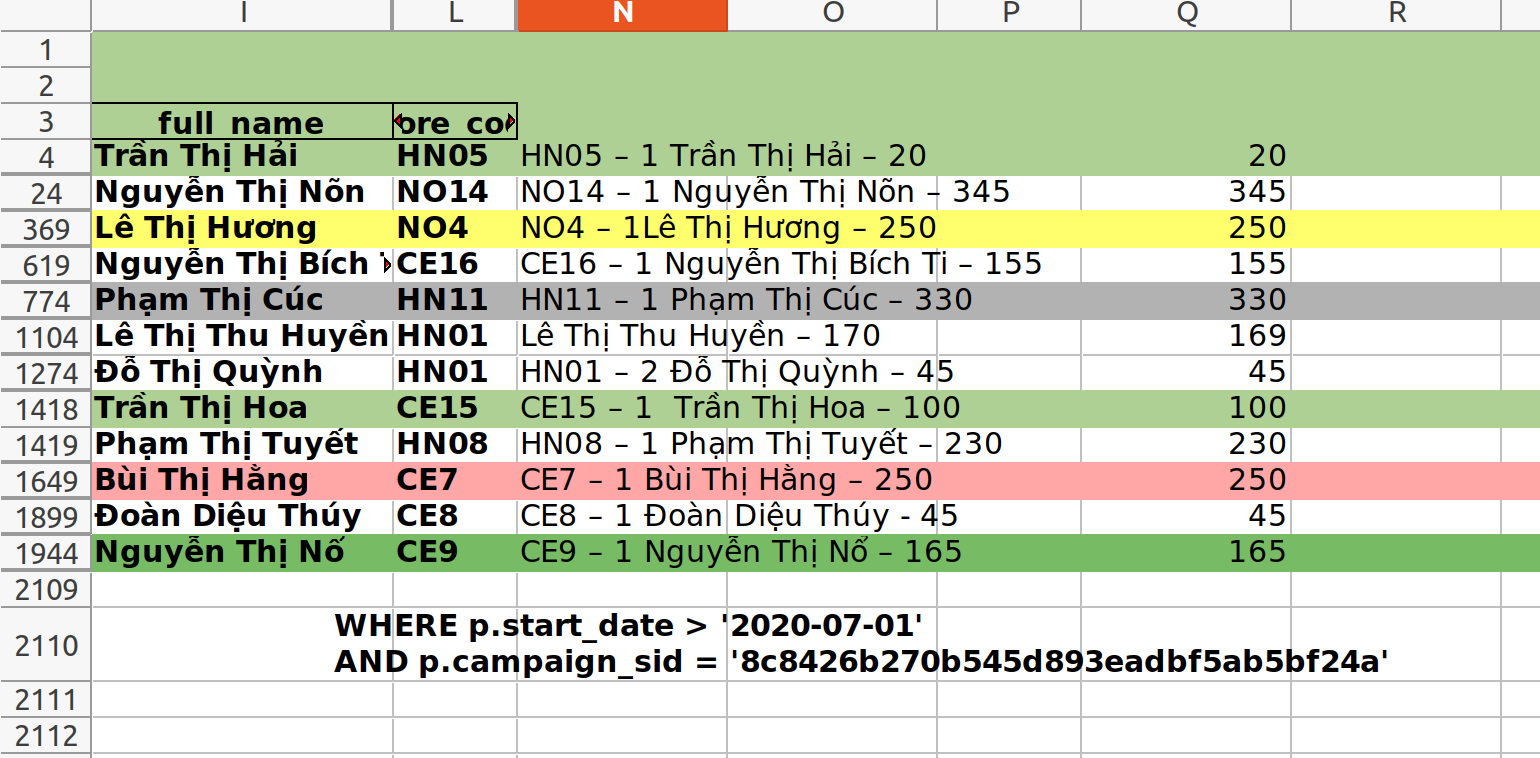 I L N O P Q R
1
2
3 full_name ore_co
4 Trần Thị Hải HN05 HN05 – 1 Trần Thị Hải – 20 20
24 Nguyễn Thị Nõn NO14 NO14 – 1 Nguyễn Thị Nõn – 345 345
369 Lê Thị Hương NO4 NO4 – 1Lê Thị Hương – 250 250
619 Nguyễn Thị Bích CE16 CE16 – 1 Nguyễn Thị Bích Ti – 155 155
774 Phạm Thị Cúc HN11 HN11 – 1 Phạm Thị Cúc – 330 330
1104 Lê Thị Thu Huyền HN01 Lê Thị Thu Huyền – 170 169
1274 Đỗ Thị Quỳnh HN01 HN01 – 2 Đỗ Thị Quỳnh – 45 45
1418 Trần Thị Hoa CE15 CE15 – 1  Trần Thị Hoa – 100 100
1419 Phạm Thị Tuyết HN08 HN08 – 1 Phạm Thị Tuyết – 230 230
1649 Bùi Thị Hằng CE7 CE7 – 1 Bùi Thị Hằng – 250 250
1899 Đoàn Diệu Thúy CE8 CE8 – 1 Đoàn Diệu Thúy - 45 45
1944 Nguyễn Thị Nổ CE9 CE9 – 1 Nguyễn Thị Nổ – 165 165
2109
2110 WHERE p.start_date > '2020-07-01'
AND p.campaign_sid = '8c8426b270b545d893eadbf5ab5bf24a'
2111
2112